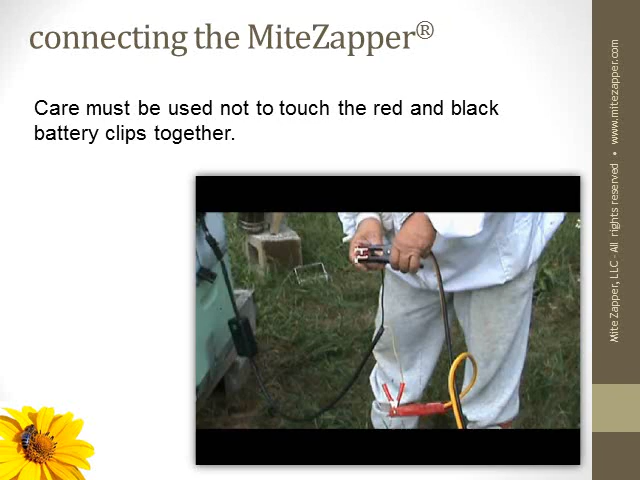 connecting the MiteZapper®
Care must be used not to touch the red and black
battery clips together.
Mite Zapper, LLC - All rights reserved • www.mitezapper.com